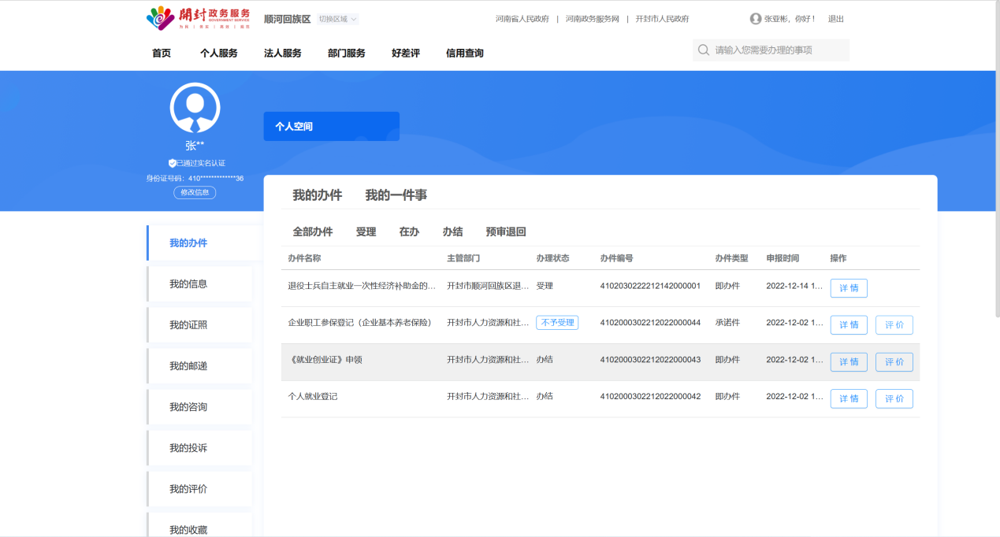 開封政务服务
GOVERNMENT SERVICE
顺河回族区 切换区域
河南省人民政府 | 河南政务服务网 | 开封市人民政府
张亚彬，你好！ 退出
首页 个人服务 法人服务 部门服务 好差评 信用查询
请输入您需要办理的事项
张**
已通过实名认证
身份证号码：410*************36
修改信息
个人空间
我的办件
我的信息
我的证照
我的邮递
我的咨询
我的投诉
我的评价
我的收藏
我的办件 我的一件事
全部办件 受理 在办 办结 预审退回
办件名称 主管部门 办理状态 办件编号 办件类型 申报时间 操作
退役士兵自主就业一次性经济补助金的... 开封市顺河回族区退... 受理 4102030222212142000001 即办件 2022-12-14 1... 详情
企业职工参保登记（企业基本养老保险） 开封市人力资源和社... 不予受理 4102000302212022000044 承诺件 2022-12-02 1... 详情 评价
《就业创业证》申领 开封市人力资源和社... 办结 4102000302212022000043 即办件 2022-12-02 1... 详情 评价
个人就业登记 开封市人力资源和社... 办结 4102000302212022000042 即办件 2022-12-02 1... 详情 评价